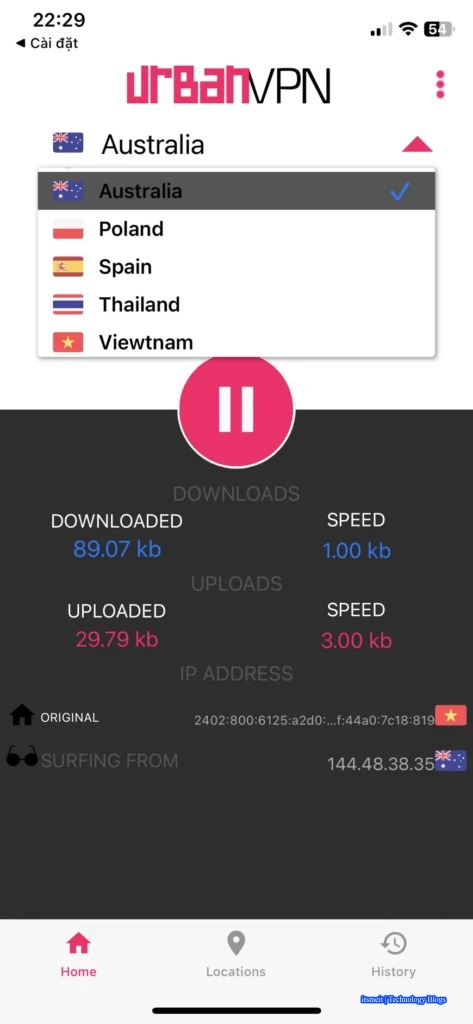 22:29
54
◀ Cài đặt
urbanVPN
Australia
Australia
Poland
Spain
Thailand
Viewtnam
DOWNLOADS
DOWNLOADED SPEED
89.07 kb 1.00 kb
UPLOADS
UPLOADED SPEED
29.79 kb 3.00 kb
IP ADDRESS
ORIGINAL 2402:800:6125:a2d0:...f:44a0:7c18:819
SURFING FROM 144.48.38.35
Home Locations History
itsmeit | Technology Blogs